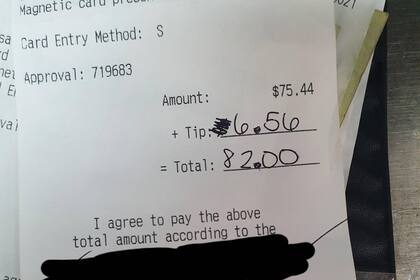 Magnetic card
Card Entry Method: S
Approval: 719683
Amount: $75.44
+ Tip: 6.56
= Total: 82.00
I agree to pay the above
total amount according to the